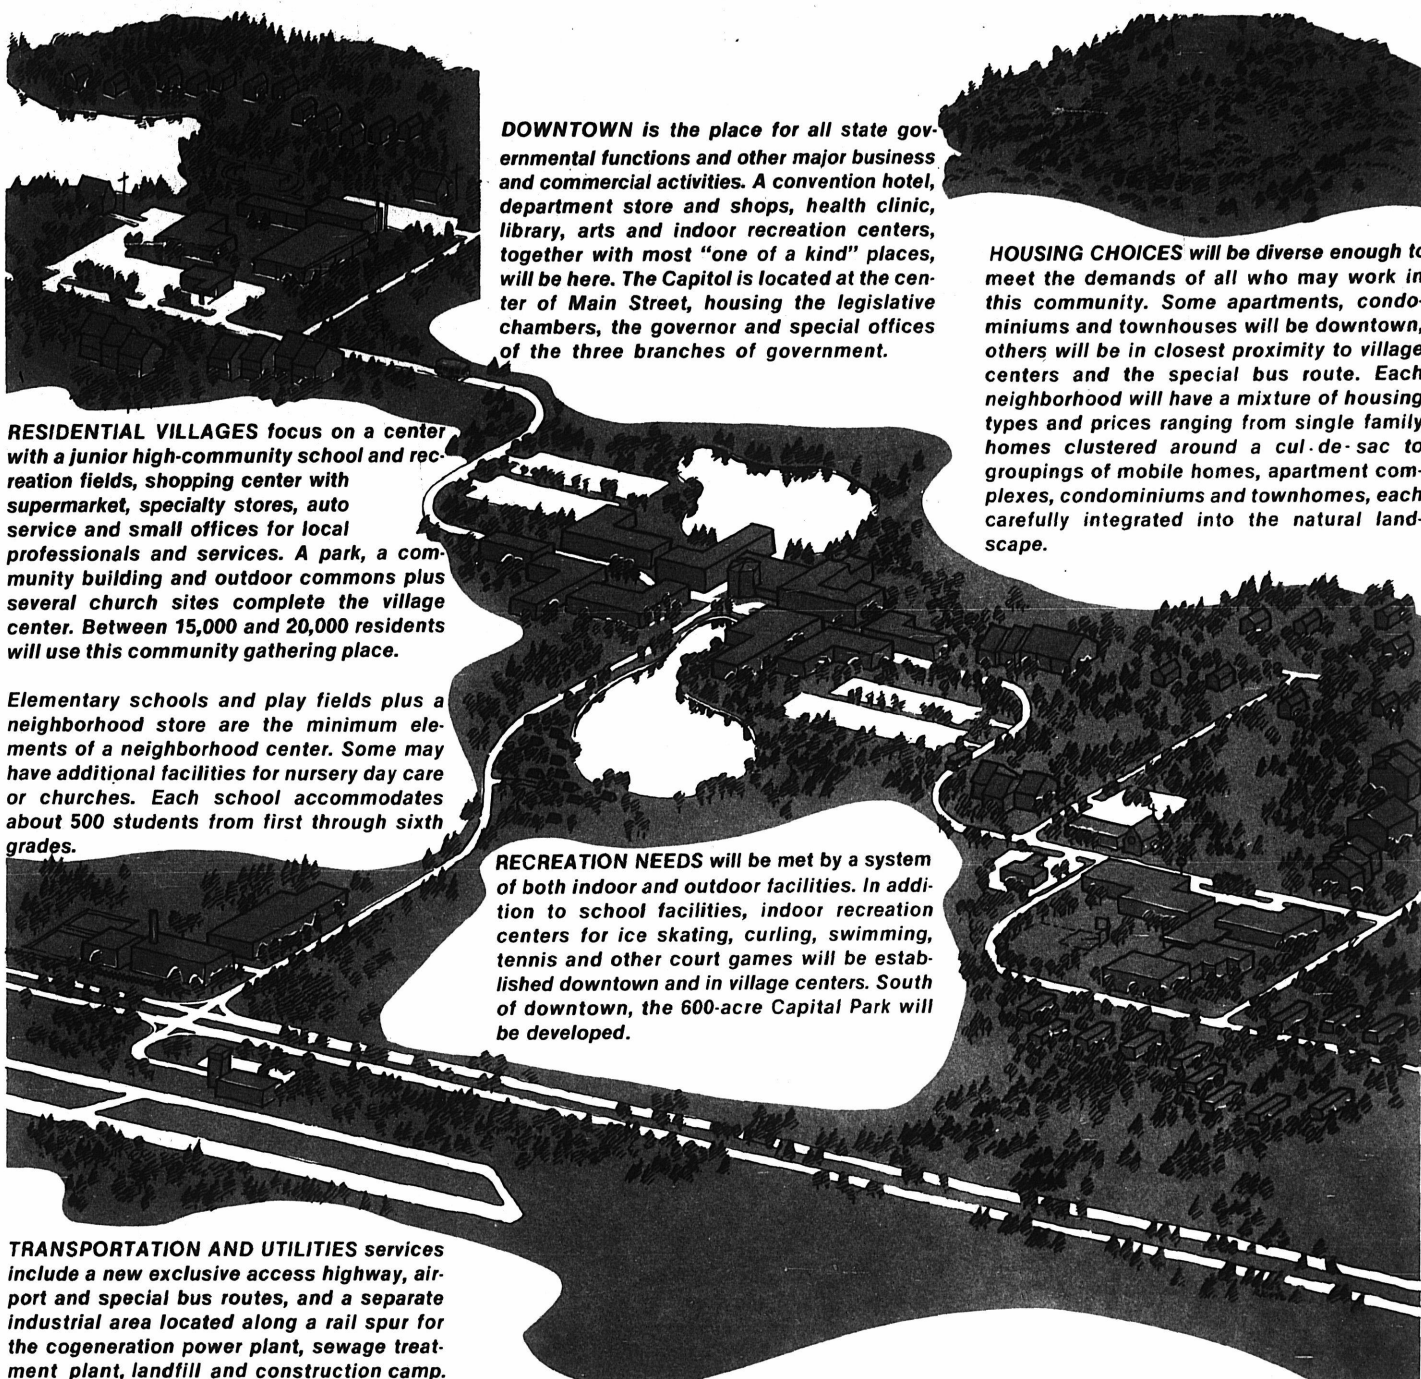 DOWNTOWN is the place for all state gov-
ernmental functions and other major business
and commercial activities. A convention hotel,
department store and shops, health clinic,
library, arts and indoor recreation centers,
together with most “one of a kind” places,
will be here. The Capitol is located at the cen-
ter of Main Street, housing the legislative
chambers, the governor and special offices
of the three branches of government.
HOUSING CHOICES will be diverse enough to
meet the demands of all who may work in
this community. Some apartments, condo-
miniums and townhouses will be downtown,
others will be in closest proximity to village
centers and the special bus route. Each
neighborhood will have a mixture of housing
types and prices ranging from single family
homes clustered around a cul-de-sac to
groupings of mobile homes, apartment com-
plexes, condominiums and townhomes, each
carefully integrated into the natural land-
scape.
RESIDENTIAL VILLAGES focus on a center
with a junior high-community school and rec-
reation fields, shopping center with
supermarket, specialty stores, auto
service and small offices for local
professionals and services. A park, a com-
munity building and outdoor commons plus
several church sites complete the village
center. Between 15,000 and 20,000 residents
will use this community gathering place.
Elementary schools and play fields plus a
neighborhood store are the minimum ele-
ments of a neighborhood center. Some may
have additional facilities for nursery day care
or churches. Each school accommodates
about 500 students from first through sixth
grades.
RECREATION NEEDS will be met by a system
of both indoor and outdoor facilities. In addi-
tion to school facilities, indoor recreation
centers for ice skating, curling, swimming,
tennis and other court games will be estab-
lished downtown and in village centers. South
of downtown, the 600-acre Capital Park will
be developed.
TRANSPORTATION AND UTILITIES services
include a new exclusive access highway, air-
port and special bus routes, and a separate
industrial area located along a rail spur for
the cogeneration power plant, sewage treat-
ment plant, landfill and construction camp.